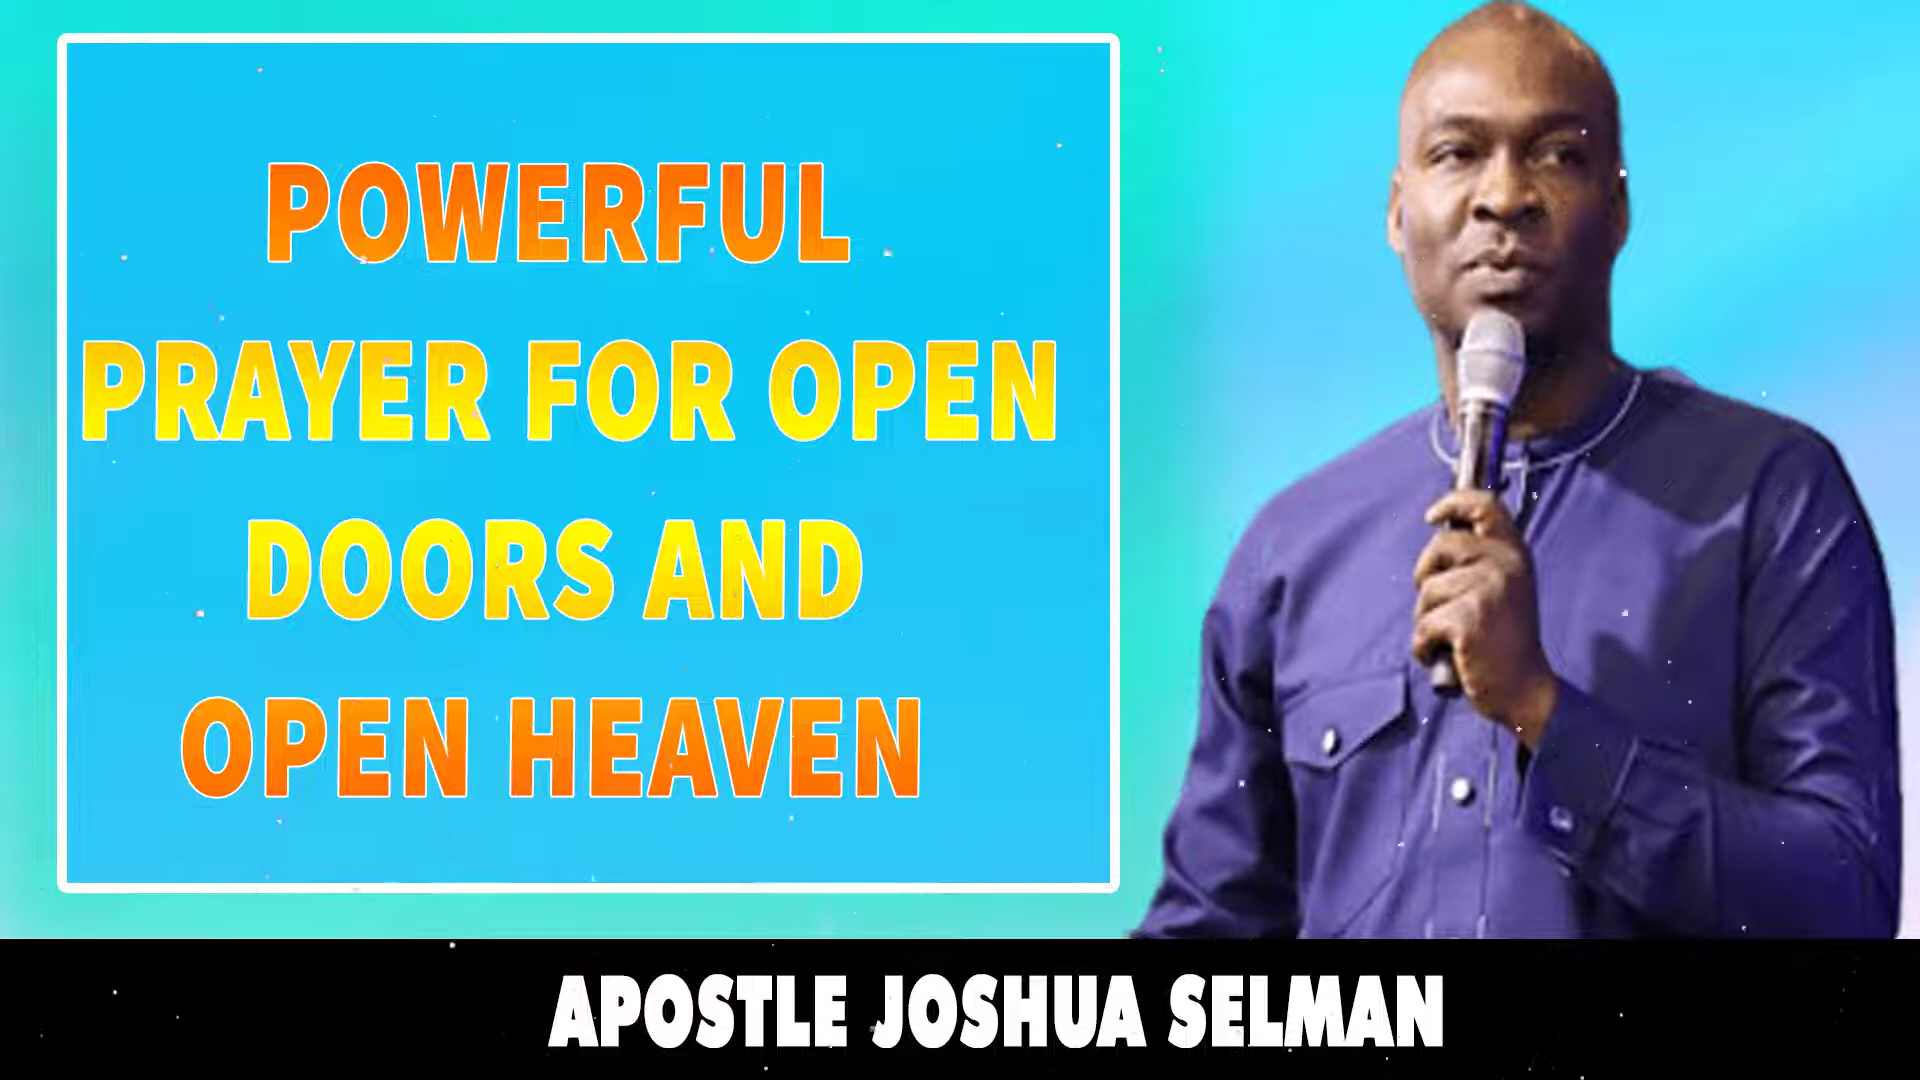 POWERFUL
PRAYER FOR OPEN
DOORS AND
OPEN HEAVEN
APOSTLE JOSHUA SELMAN